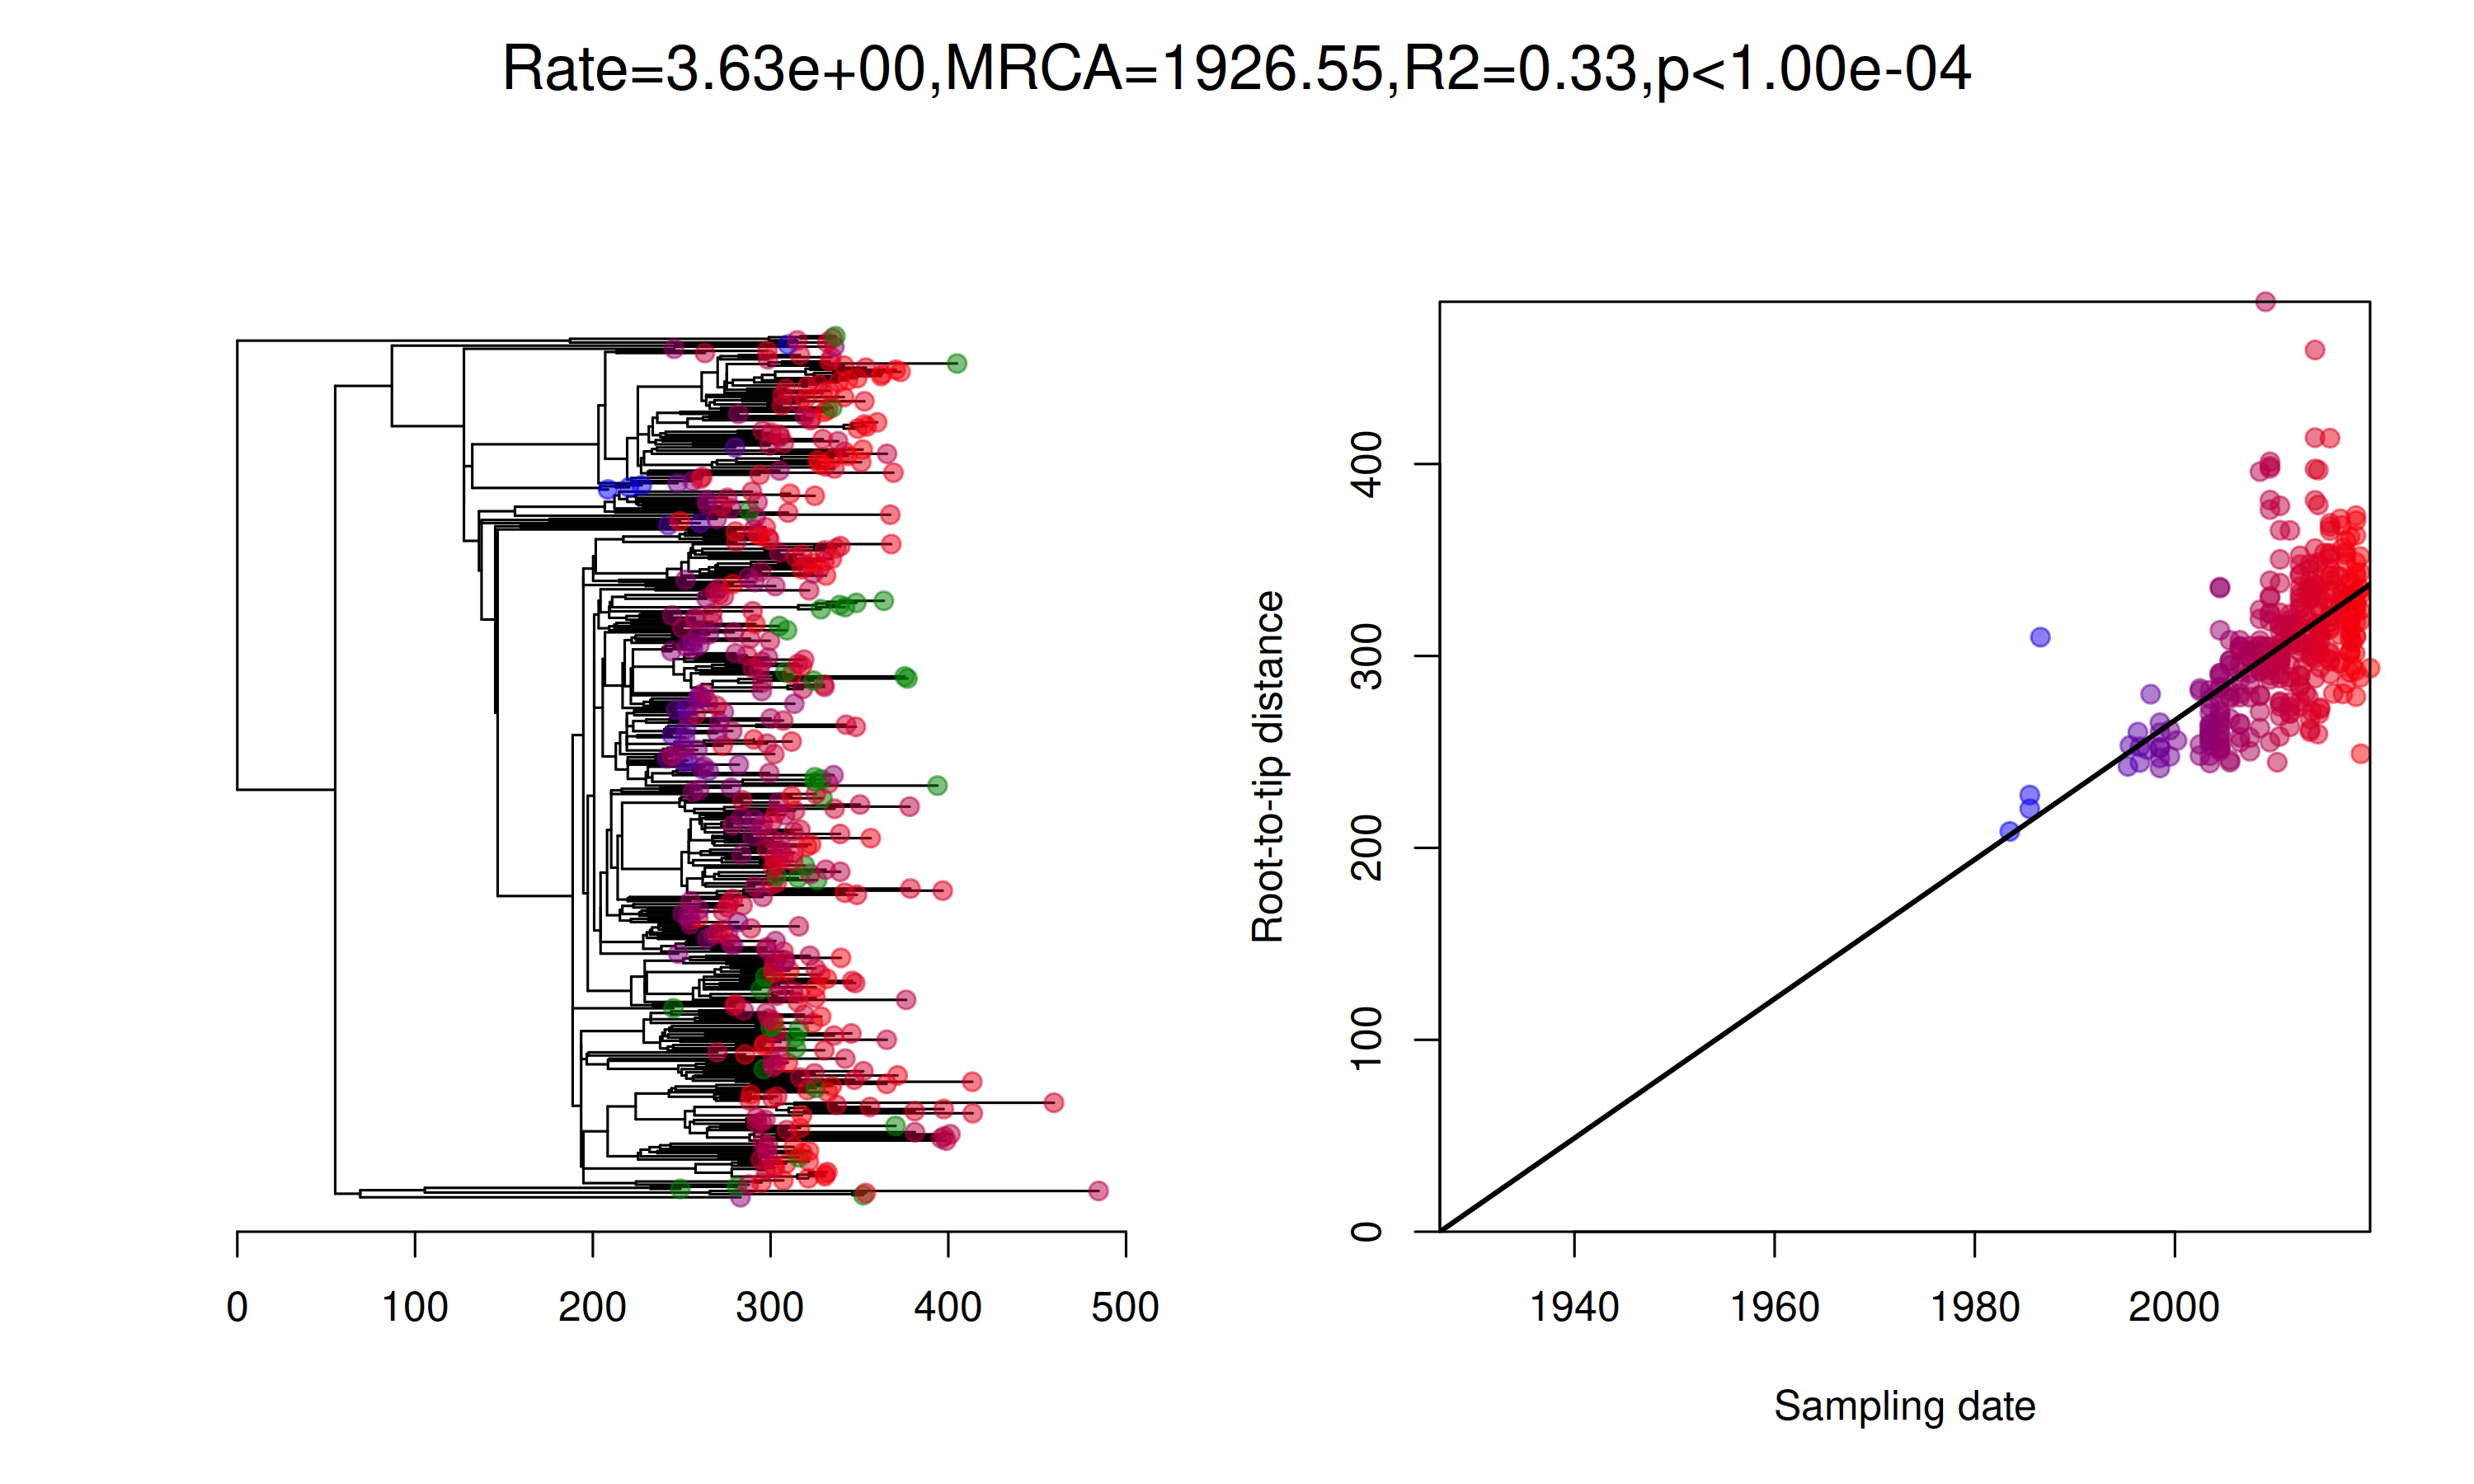 Rate=3.63e+00,MRCA=1926.55,R2=0.33,p<1.00e-04
0 100 200 300 400 500
Root-to-tip distance
0 100 200 300 400
1940 1960 1980 2000
Sampling date